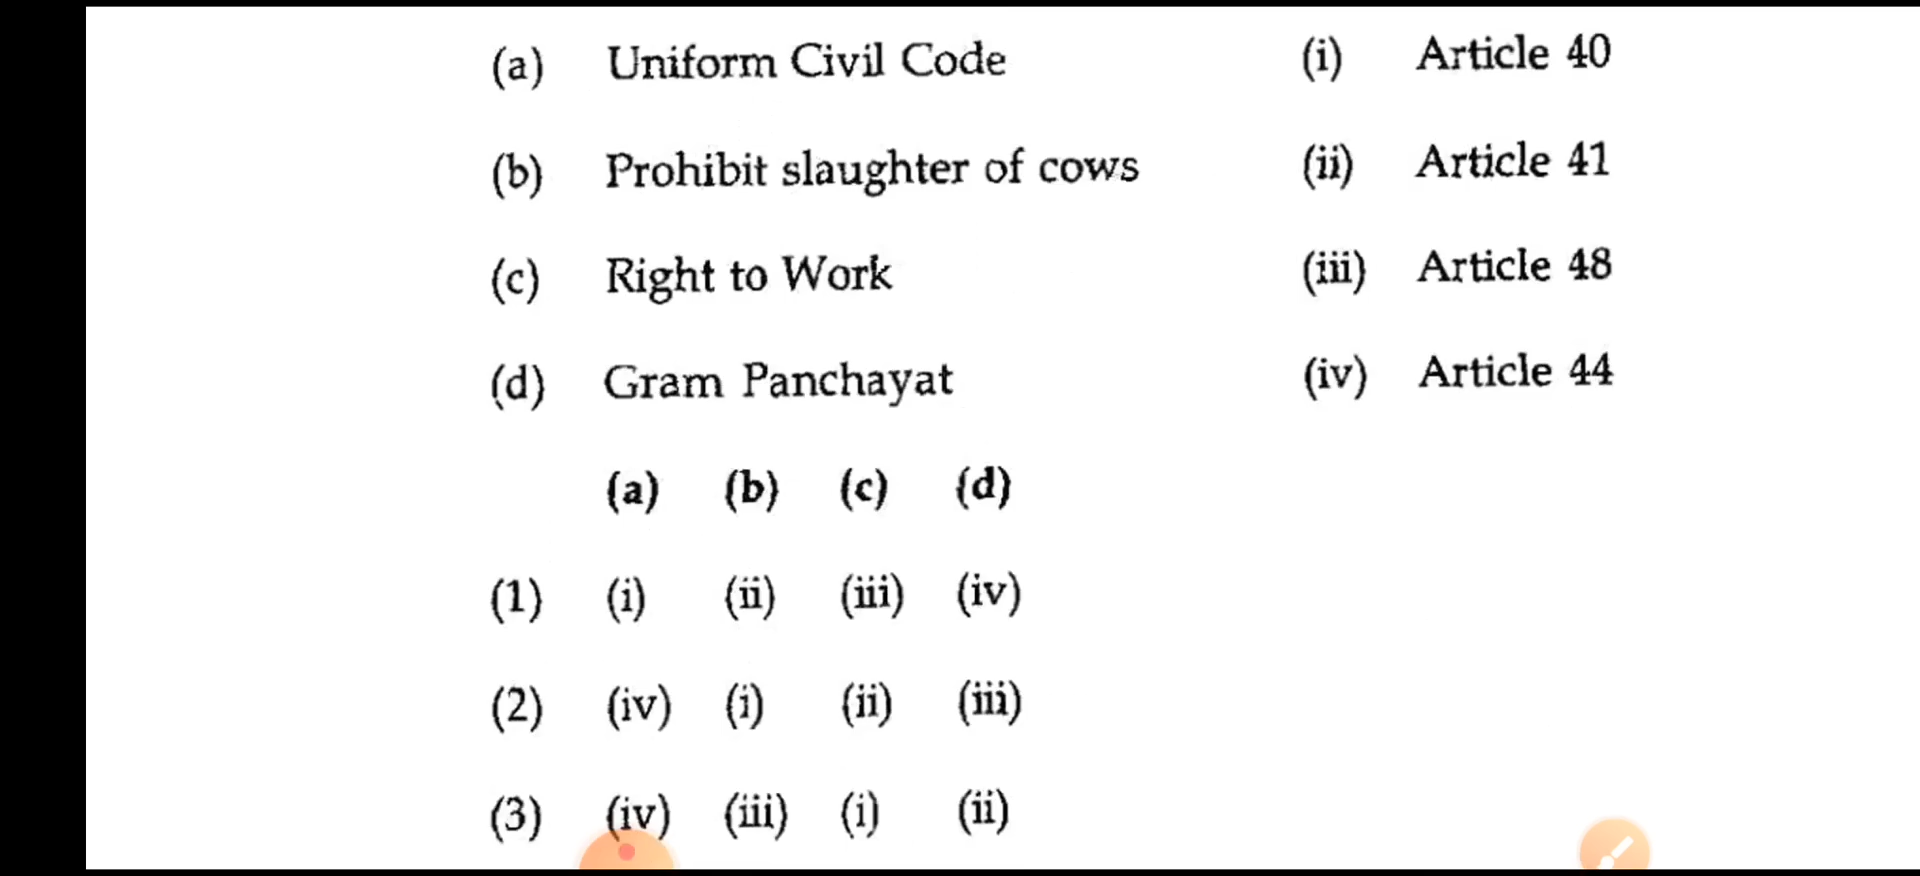 (a) Uniform Civil Code (i) Article 40
(b) Prohibit slaughter of cows (ii) Article 41
(c) Right to Work (iii) Article 48
(d) Gram Panchayat (iv) Article 44
(a) (b) (c) (d)
(1) (i) (ii) (iii) (iv)
(2) (iv) (i) (ii) (iii)
(3) (iv) (iii) (i) (ii)